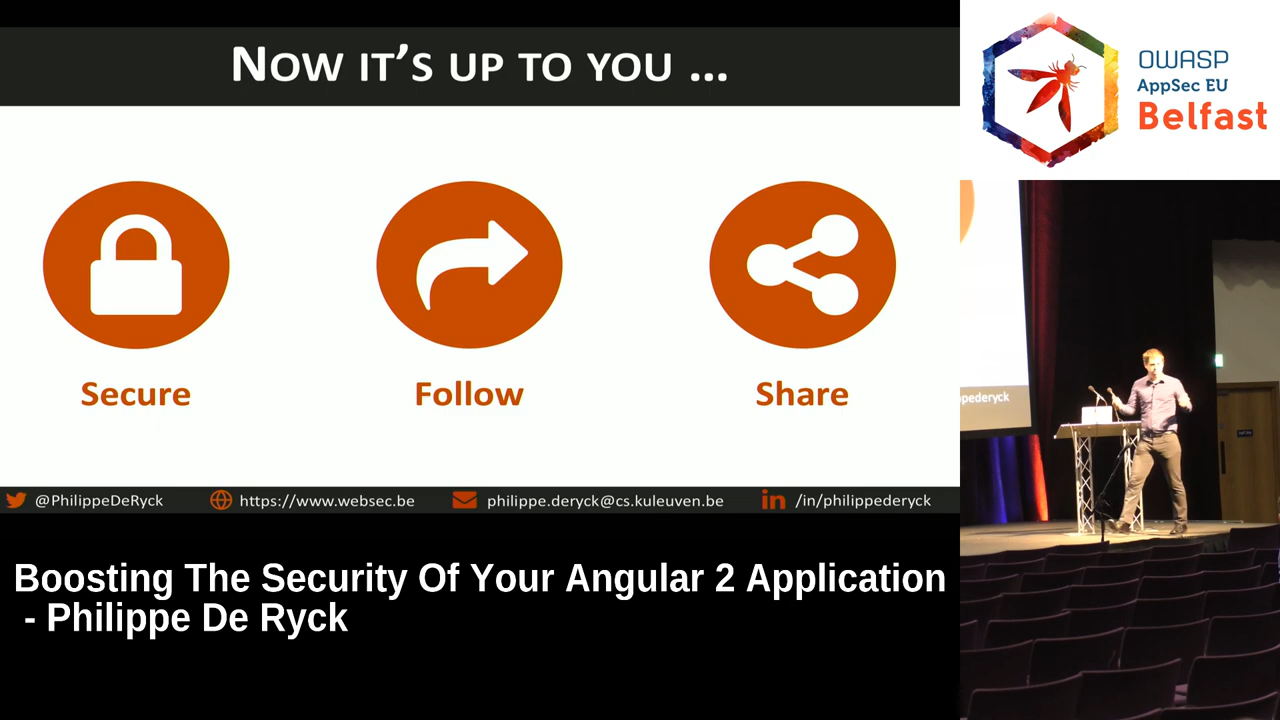 NOW IT'S UP TO YOU ...
Secure
Follow
Share
@PhilippeDeRyck
https://www.websec.be
philippe.deryck@cs.kuleuven.be
/in/philippederyck
Boosting The Security Of Your Angular 2 Application
- Philippe De Ryck
OWASP
AppSec EU
Belfast
ppederyck